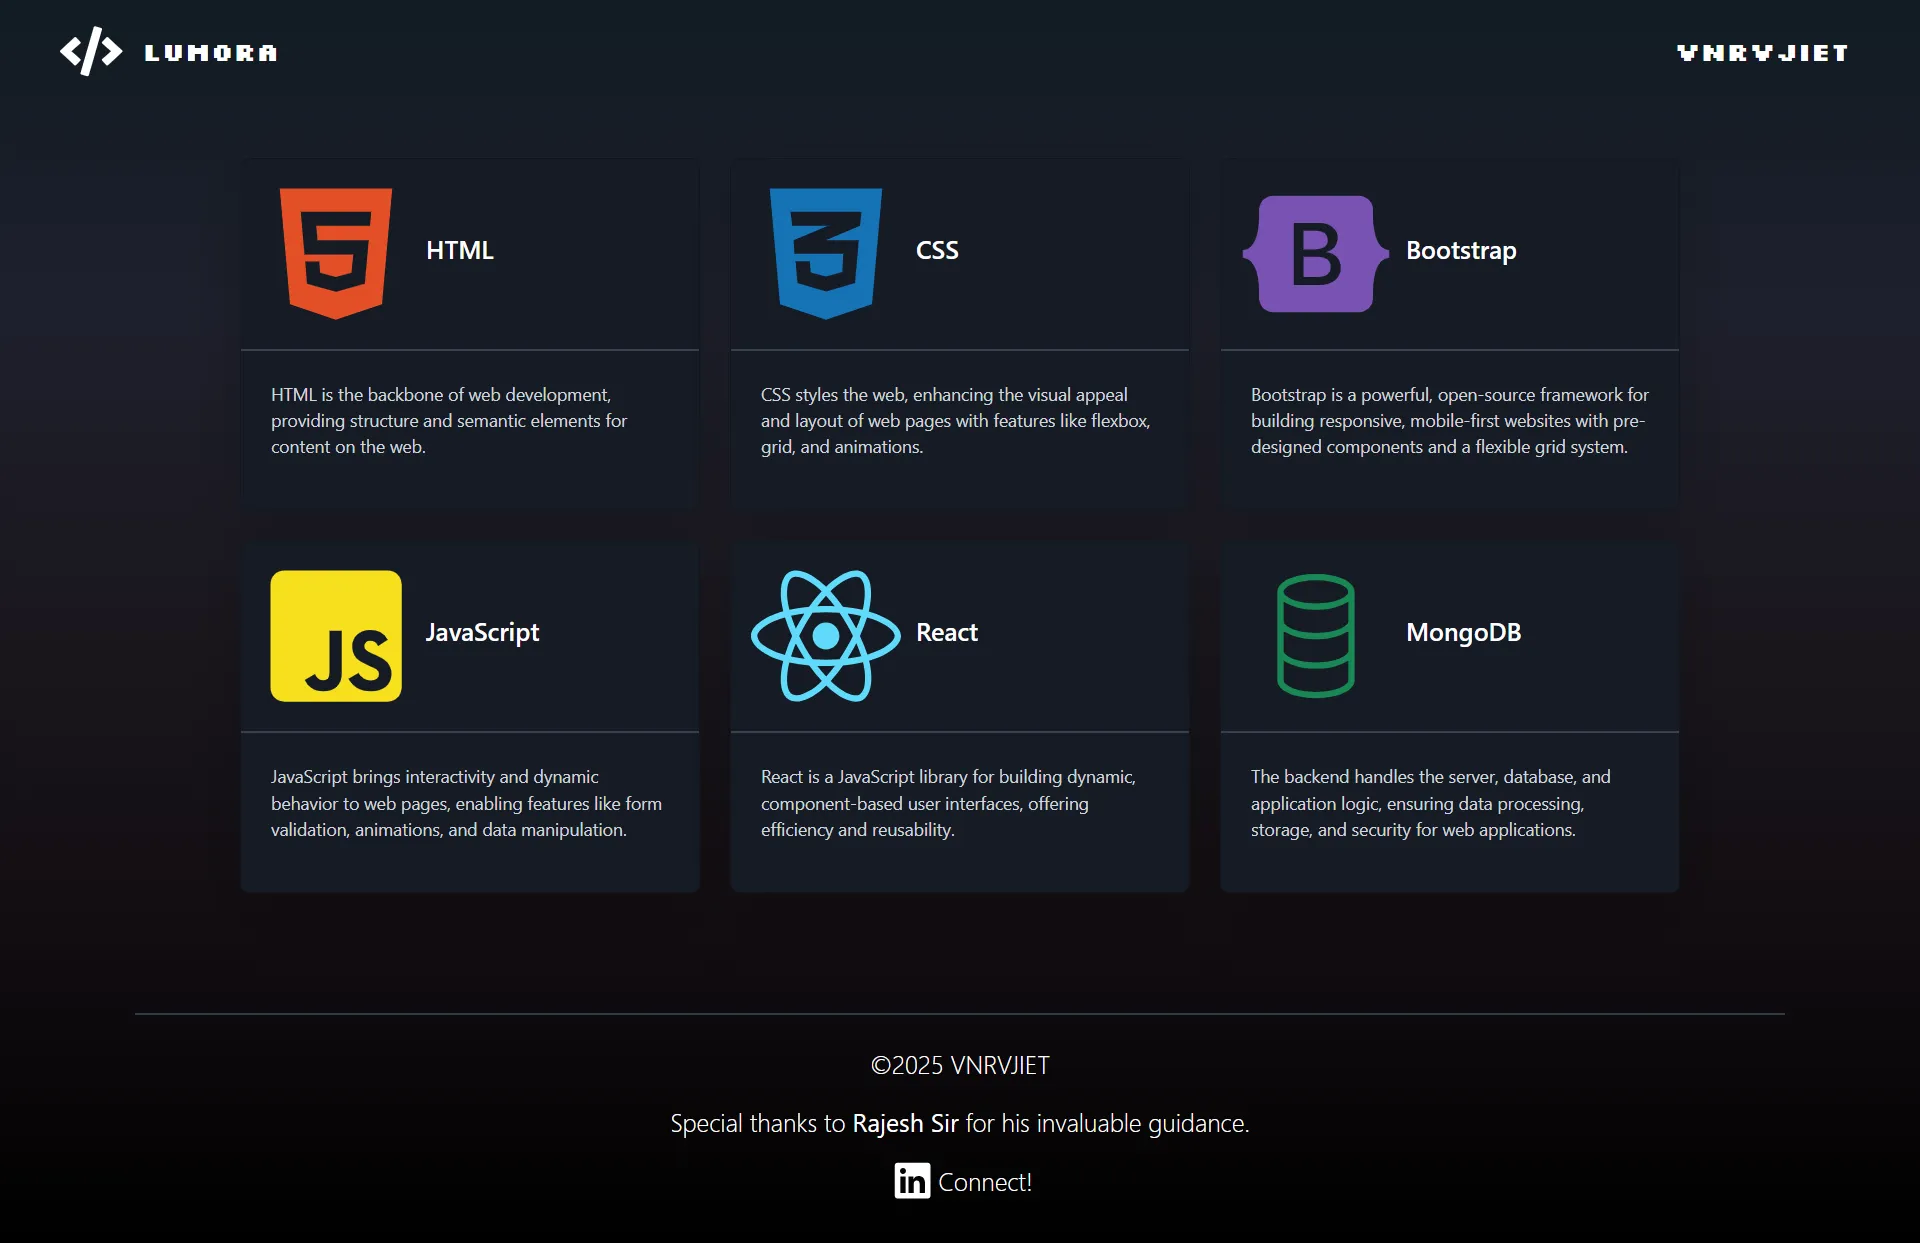 </> LUMORA
VNRVJIET
HTML
CSS
B
Bootstrap
HTML is the backbone of web development,
providing structure and semantic elements for
content on the web.
CSS styles the web, enhancing the visual appeal
and layout of web pages with features like flexbox,
grid, and animations.
Bootstrap is a powerful, open-source framework for
building responsive, mobile-first websites with pre-
designed components and a flexible grid system.
JS
JavaScript
React
MongoDB
JavaScript brings interactivity and dynamic
behavior to web pages, enabling features like form
validation, animations, and data manipulation.
React is a JavaScript library for building dynamic,
component-based user interfaces, offering
efficiency and reusability.
The backend handles the server, database, and
application logic, ensuring data processing,
storage, and security for web applications.
©2025 VNRVJIET
Special thanks to Rajesh Sir for his invaluable guidance.
in Connect!